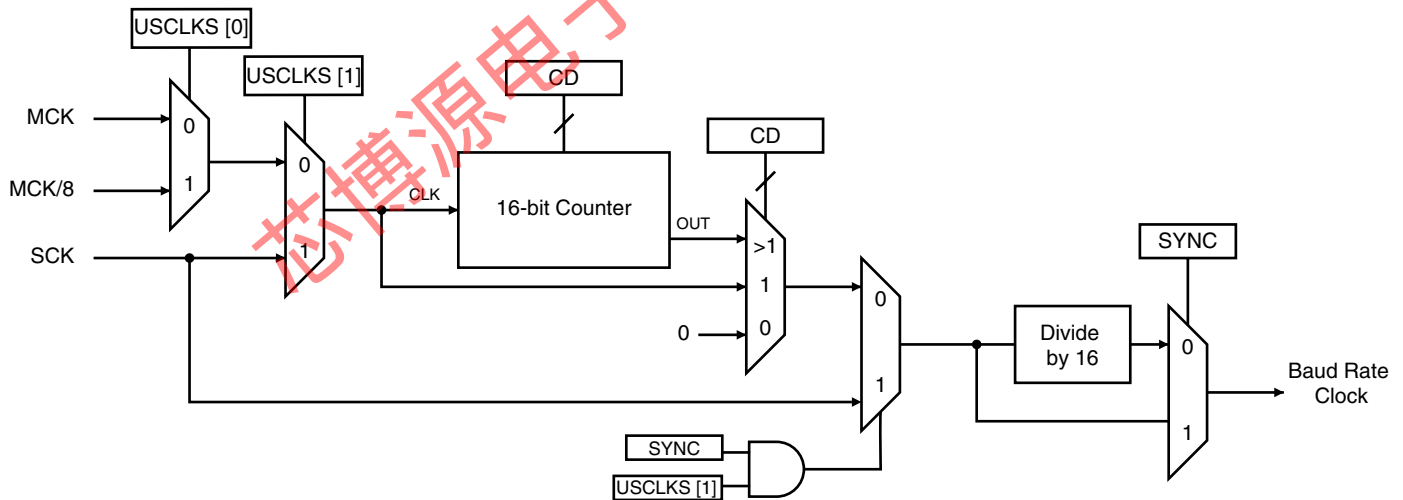 USCLKS [0]
USCLKS [1]
CD
MCK
0
MCK/8
1
0
CLK
16-bit Counter
OUT
SCK
1
CD
>1
1
0
0
0
1
SYNC
USCLKS [1]
Divide
by 16
SYNC
0
1
Baud Rate
Clock
芯博源电子